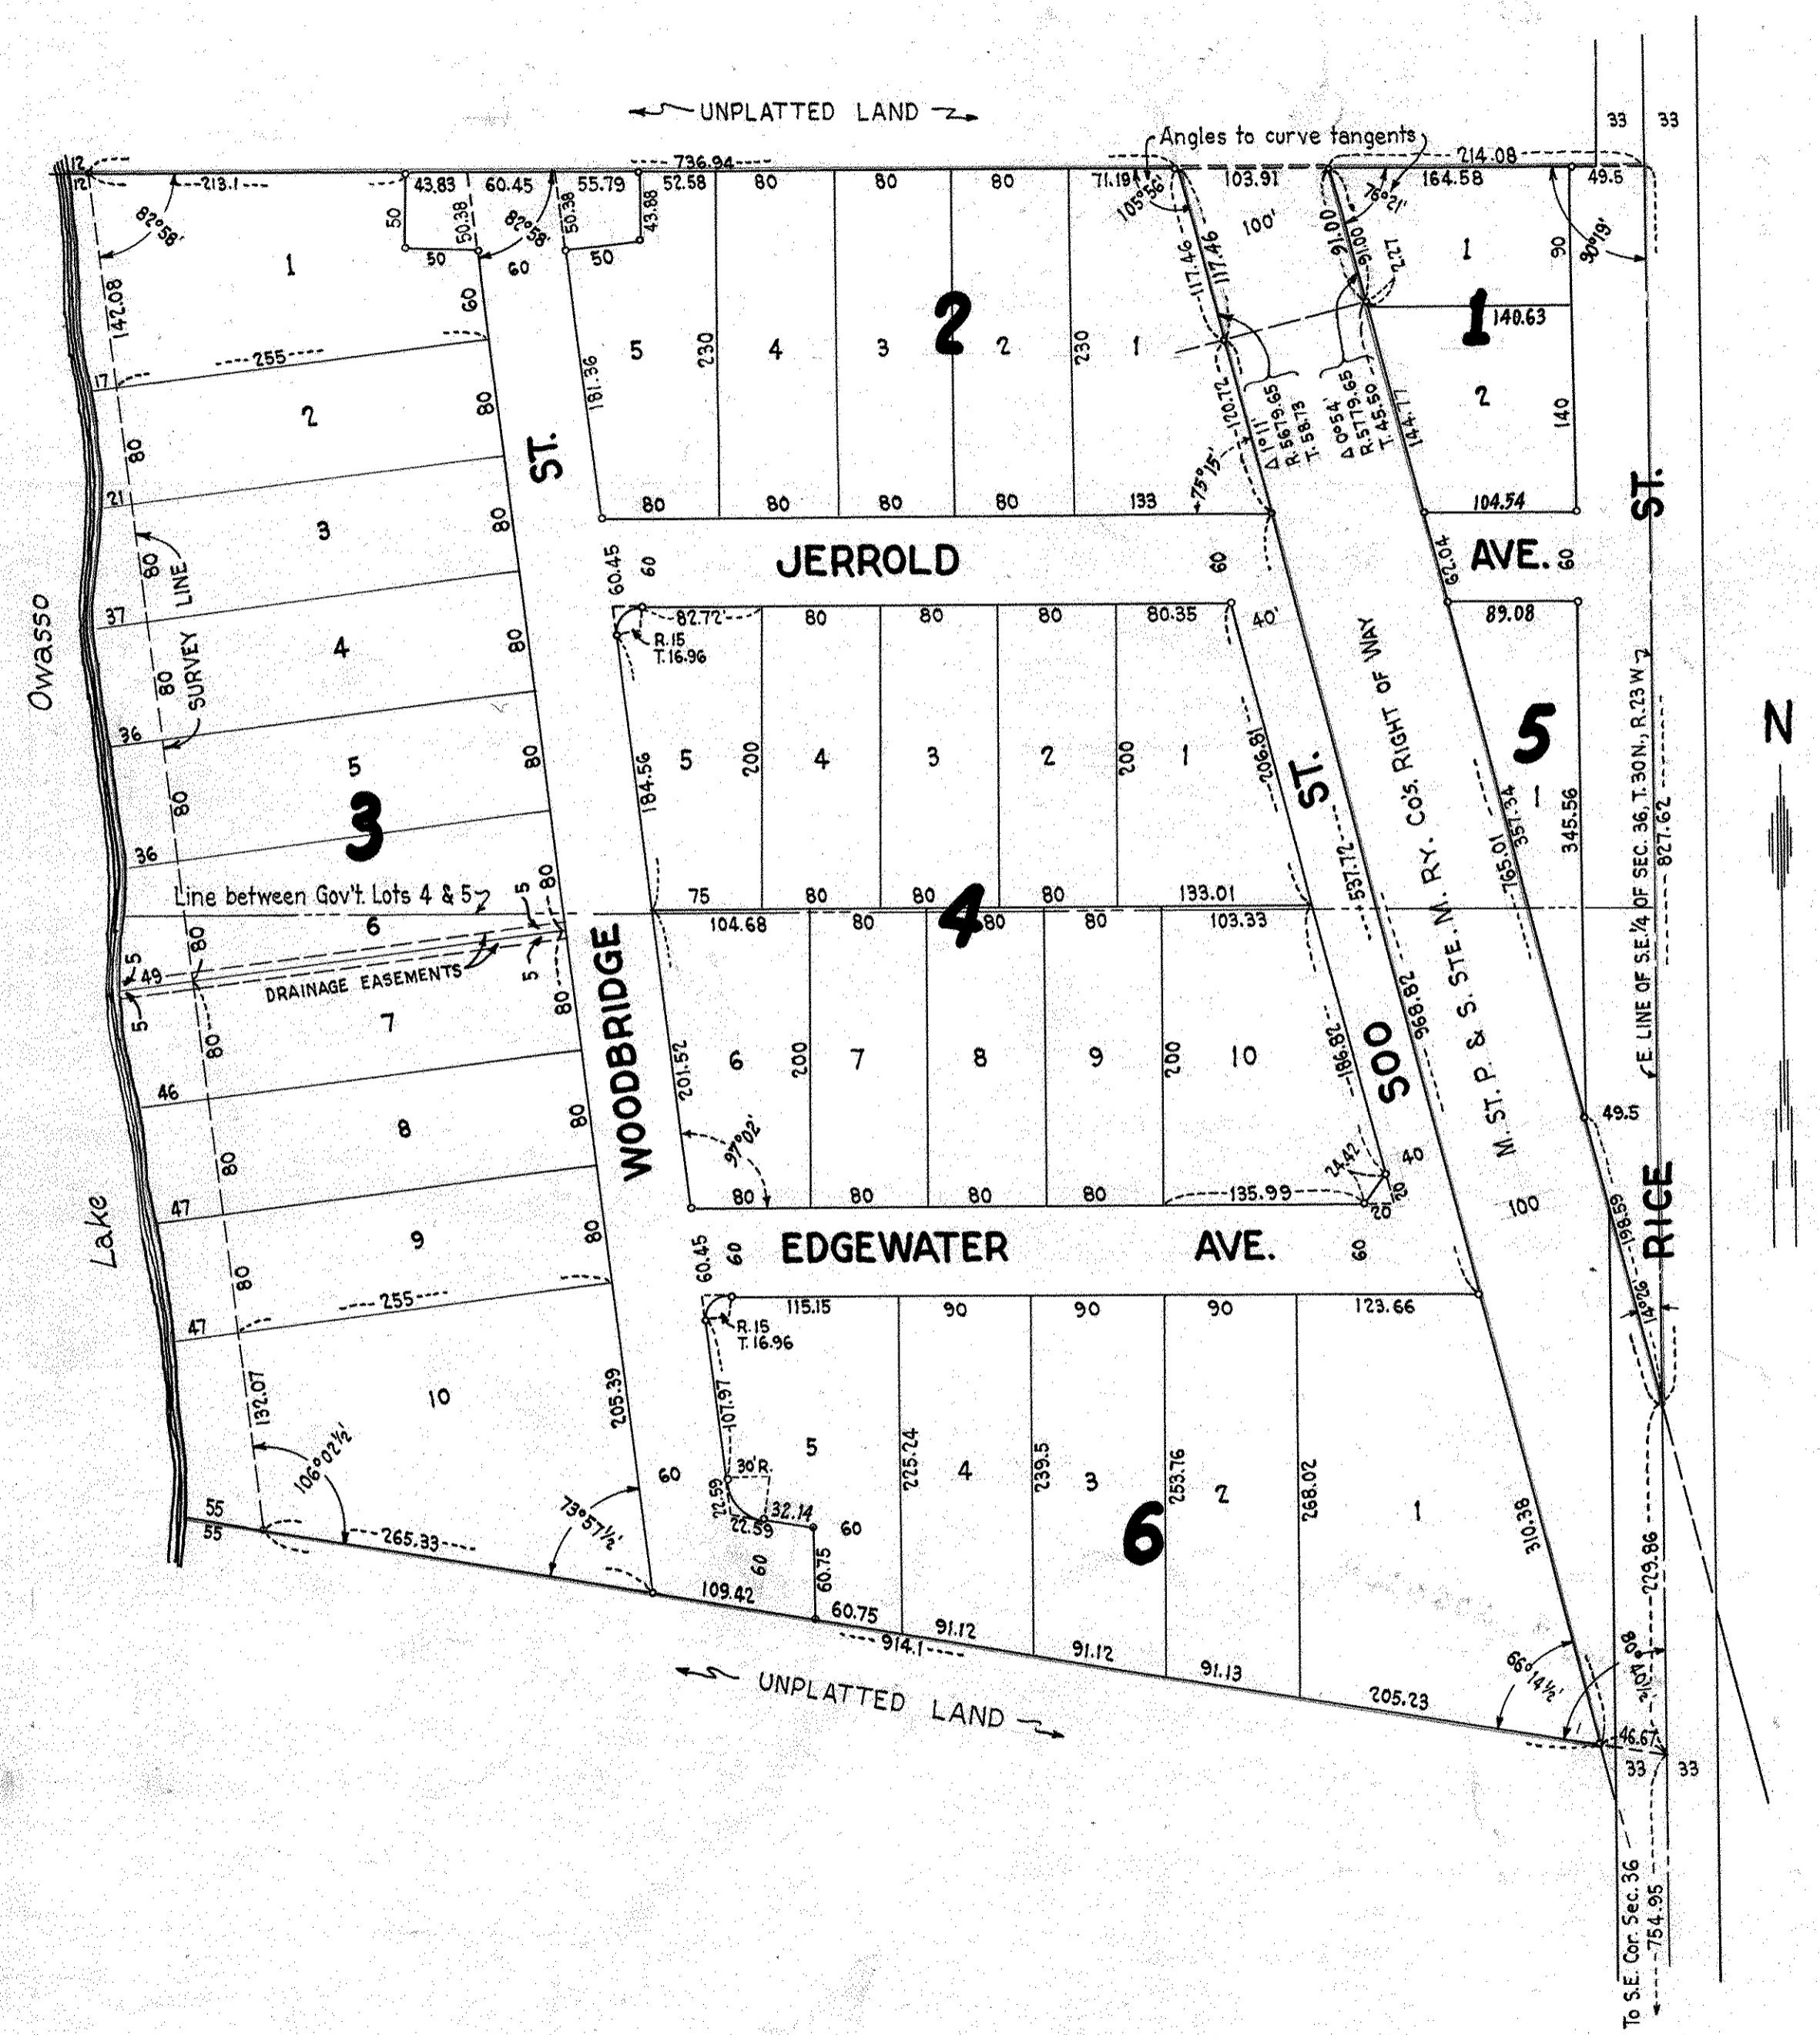 UNPLATTED LAND
Angles to curve tangents
33 33
12 736.94 214.08
12 213.1 43.83 60.45 55.79 52.58 80 80 80 71.19 103.91 164.58 49.5
82°58' 50 50.38 82°58' 50.38 43.88 105°56' 100' 76°21' 90°19'
50 60 50
1 60 142.08
117.46 117.46 91.00 91.00 2.27 1 90
2 1 140.63
255
17
5 230 4 3 2 230 1
181.36
120.72
Δ 1°11'
R.5679.65
T. 58.73
Δ 0°54'
R.5779.65
T.45.50
144.77 2 140
2 80 80
ST.
75°15'
21
80 80 80 80 133 104.54
ST.
3 80 80
SURVEY LINE
60.45 60 JERROLD 60 62.04 AVE. 60
37
82.72' 80 80 80 80.35 40' 89.08
R.15
T.16.96
Owasso
4 80 80
36
5 80 80
3
36
184.56
5 200 4 3 2 200 1
206.81
ST.
537.72
M. ST. P. & S. STE. M. RY. CO'S. RIGHT OF WAY
765.01 357.34
5
1
345.56
E. LINE OF S.E.¼ OF SEC. 36, T.30N., R.23W
827.62
N
Line between Gov't. Lots 4 & 5
5 80
75 80 80 80 133.01
6
4
104.68 80 80 80 103.33
80
5 49
DRAINAGE EASEMENTS
5 80
5
7
80
46
WOODBRIDGE
201.52
6 200 7 8 9 200 10
186.82
SOO
968.82
49.5
8 80
80
97°02'
24.42 40
47
80 80 80 80 135.99 20
20
100
198.59
RICE
Lake
9 80
80
60.45 60 EDGEWATER AVE. 60
14°26'
255
47
115.15 90 90 90 123.66
R.15
T.16.96
132.07
10
205.39
107.97
5 225.24 4 239.5 3 253.76 2 268.02 1
310.38
229.86
106°02½'
60 30'R.
73°57½'
22.59 32.14
22.59 60
6
55
55
265.33
60 60.75
109.42 60.75
91.12
914.1
91.12
91.13
205.23
66°14½'
46.67
33 33
UNPLATTED LAND
To S.E. Cor. Sec. 36
754.95